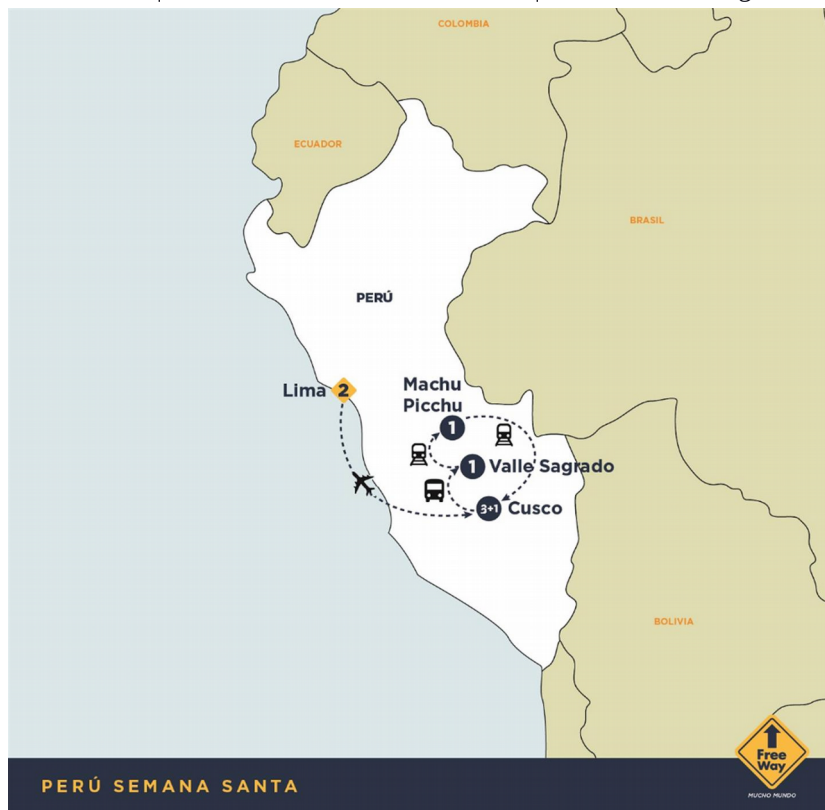 COLOMBIA
ECUADOR
BRASIL
PERÚ
Lima 2
Machu
Picchu
1
1 Valle Sagrado
3+1 Cusco
BOLIVIA
PERÚ SEMANA SANTA
Free
Way
MUCHO MUNDO